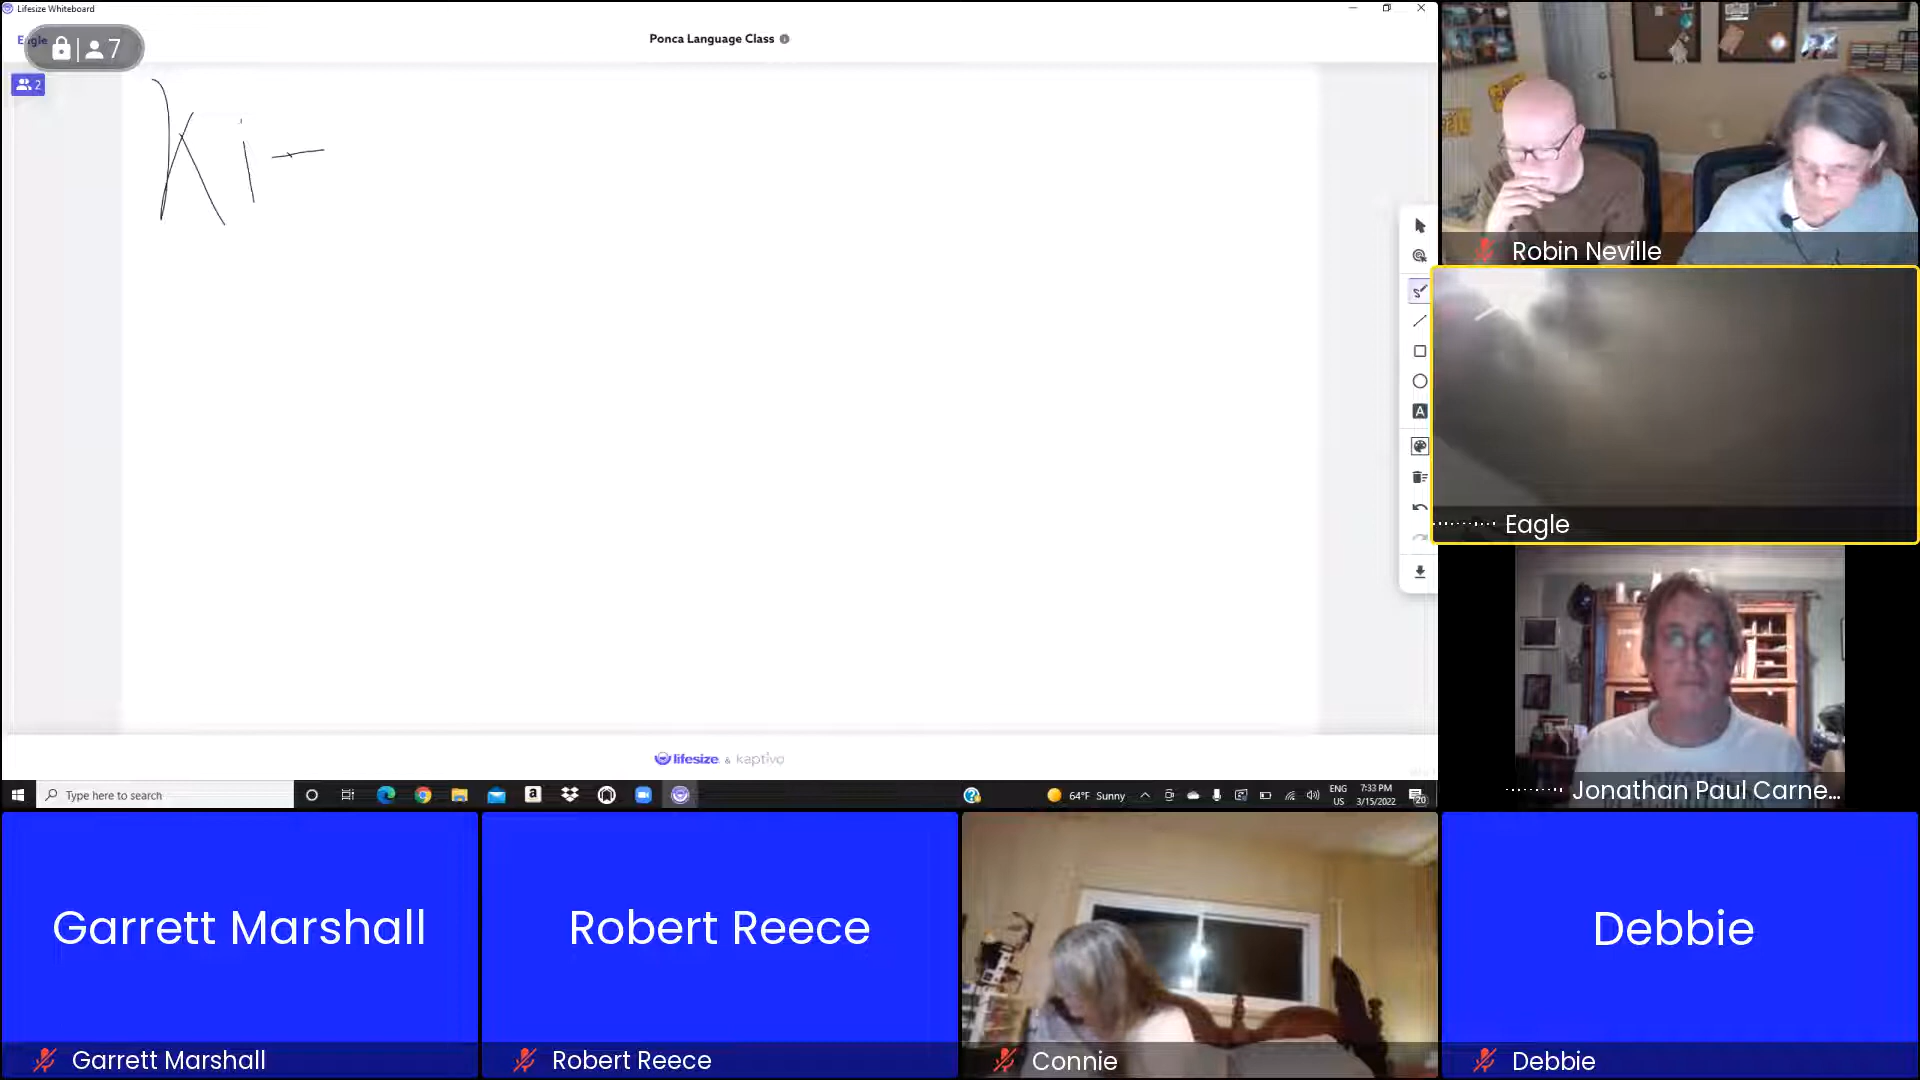 Lifesize Whiteboard
7
Ponca Language Class
2
Ki-
Robin Neville
A
Eagle
Jonathan Paul Carne...
lifesize & kaptivo
Type here to search
64°F Sunny
ENG
US
7:33 PM
3/15/2022
20
Garrett Marshall
Robert Reece
Debbie
Garrett Marshall
Robert Reece
Connie
Debbie